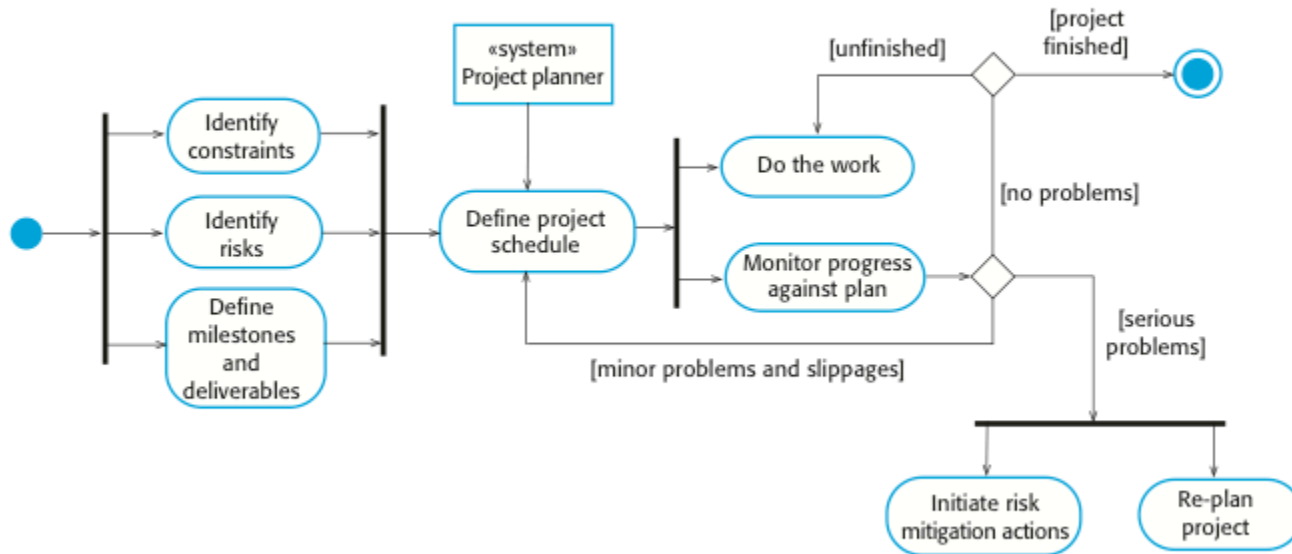 «system»
Project planner
[unfinished]
[project
finished]
Identify
constraints
Do the work
Identify
risks
Define project
schedule
[no problems]
Monitor progress
against plan
Define
milestones
and
deliverables
[serious
problems]
[minor problems and slippages]
Initiate risk
mitigation actions
Re-plan
project